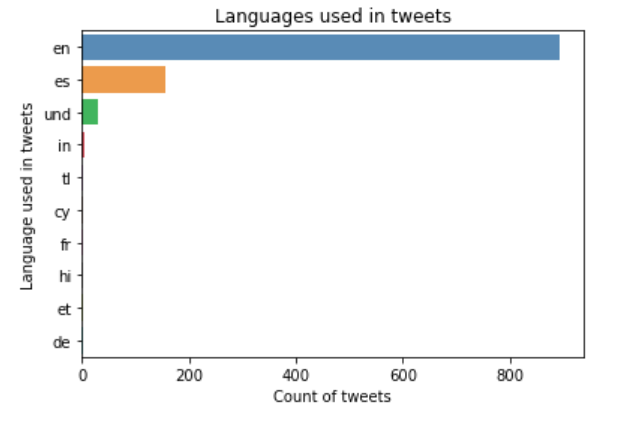 Languages used in tweets
Language used in tweets
en
es
und
in
tl
cy
fr
hi
et
de
0 200 400 600 800
Count of tweets